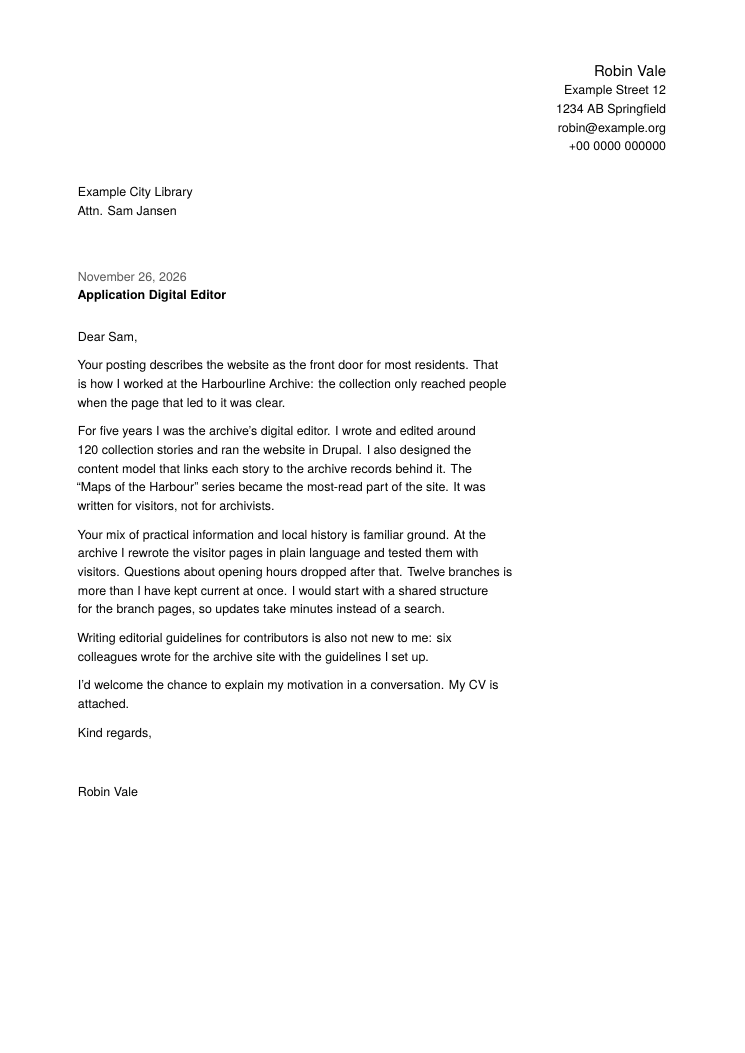 Robin Vale
Example Street 12
1234 AB Springfield
robin@example.org
+00 0000 000000
Example City Library
Attn. Sam Jansen
November 26, 2026
Application Digital Editor
Dear Sam,
Your posting describes the website as the front door for most residents. That
is how I worked at the Harbourline Archive: the collection only reached people
when the page that led to it was clear.
For five years I was the archive’s digital editor. I wrote and edited around
120 collection stories and ran the website in Drupal. I also designed the
content model that links each story to the archive records behind it. The
“Maps of the Harbour” series became the most-read part of the site. It was
written for visitors, not for archivists.
Your mix of practical information and local history is familiar ground. At the
archive I rewrote the visitor pages in plain language and tested them with
visitors. Questions about opening hours dropped after that. Twelve branches is
more than I have kept current at once. I would start with a shared structure
for the branch pages, so updates take minutes instead of a search.
Writing editorial guidelines for contributors is also not new to me: six
colleagues wrote for the archive site with the guidelines I set up.
I’d welcome the chance to explain my motivation in a conversation. My CV is
attached.
Kind regards,
Robin Vale